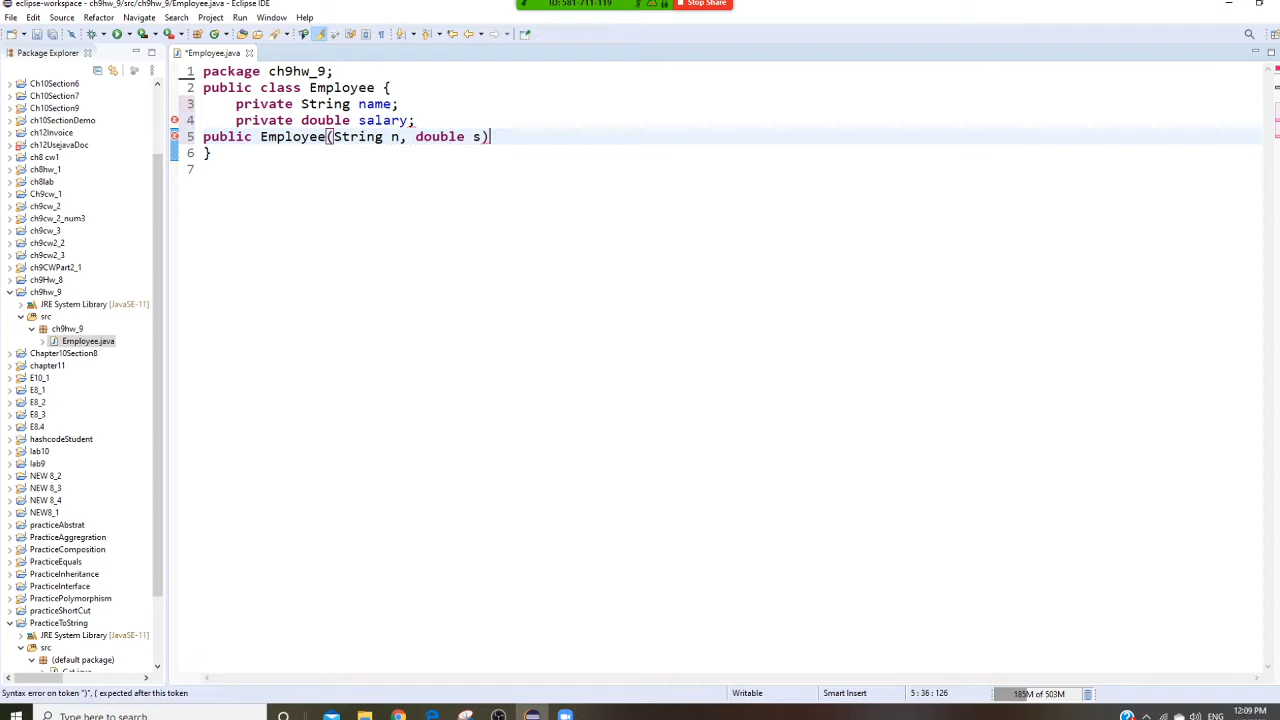 eclipse-workspace - ch9hw_9/src/ch9hw_9/Employee.java - Eclipse IDE
ID: 581-711-119
Stop Share
File Edit Source Refactor Navigate Search Project Run Window Help
Package Explorer
*Employee.java
Ch10Section6
Ch10Section7
Ch10Section9
ch10sectionDemo
ch12Invoice
ch12UsejavaDoc
ch8 cw1
ch8hw_1
ch8lab
Ch9cw_1
ch9cw_2
ch9cw_2_num3
ch9cw_3
ch9cw2_2
ch9cw2_3
ch9CWPart2_1
ch9Hw_8
ch9hw_9
JRE System Library [JavaSE-11]
src
ch9hw_9
Employee.java
Chapter10Section8
chapter11
E10_1
E8_1
E8_2
E8_3
E8.4
hashcodeStudent
lab10
lab9
NEW 8_2
NEW 8_3
NEW 8_4
NEW8_1
practiceAbstrat
PracticeAggregration
PracticeComposition
PracticeEquals
PracticeInheritance
PracticeInterface
PracticePolymorphism
practiceShortCut
PracticeToString
JRE System Library [JavaSE-11]
src
(default package)
1 package ch9hw_9;
2 public class Employee {
3 private String name;
4 private double salary;
5 public Employee(String n, double s)
6 }
7
Syntax error on token ")", { expected after this token
Writable
Smart Insert
5 : 36 : 126
185M of 503M
Type here to search
ENG
12:09 PM